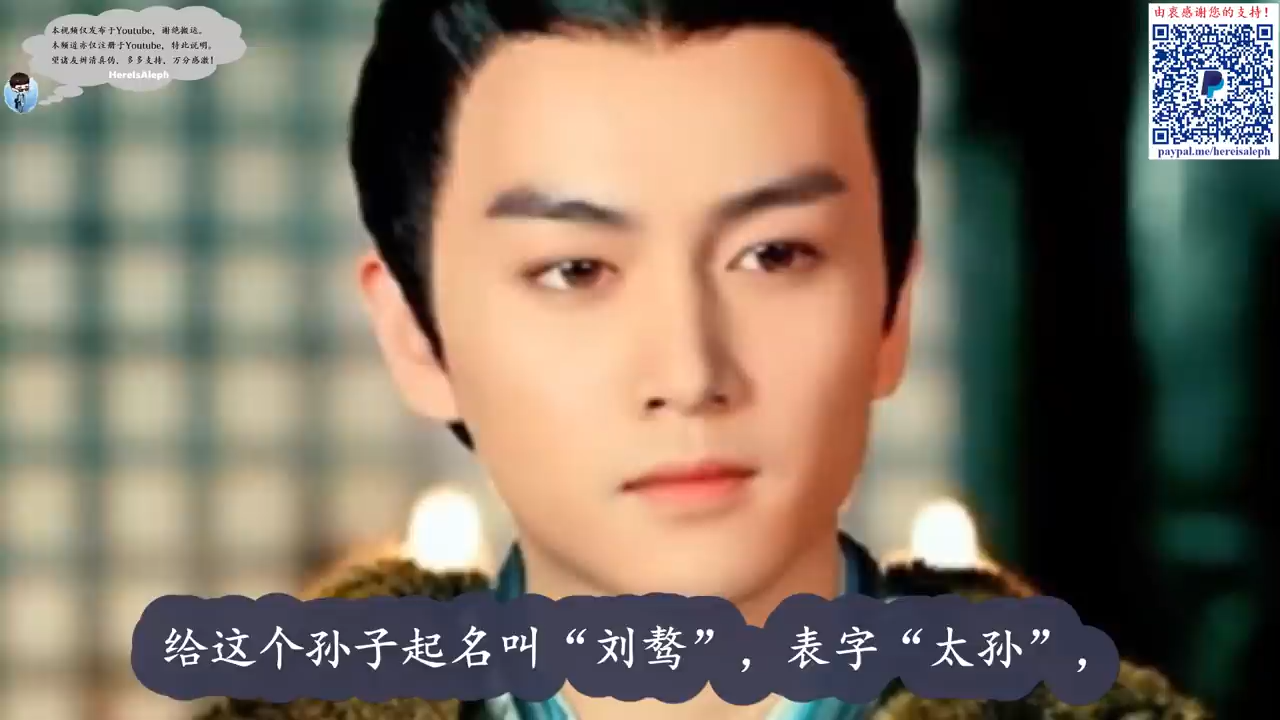 本视频仅发布于Youtube，谢绝搬运。
本频道亦仅注册于Youtube，特此说明。
望诸友辨清真伪，多多支持，万分感激！
HereIsAleph
由衷感谢您的支持！
paypal.me/hereisaleph
给这个孙子起名叫“刘骜”，表字“太孙”，